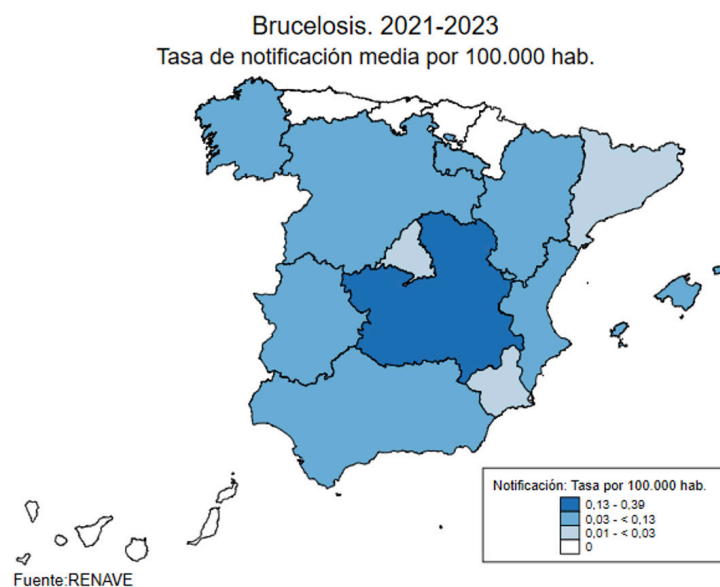 Brucelosis. 2021-2023
Tasa de notificación media por 100.000 hab.
Notificación: Tasa por 100.000 hab.
0,13 - 0,39
0,03 - < 0,13
0,01 - < 0,03
0
Fuente:RENAVE